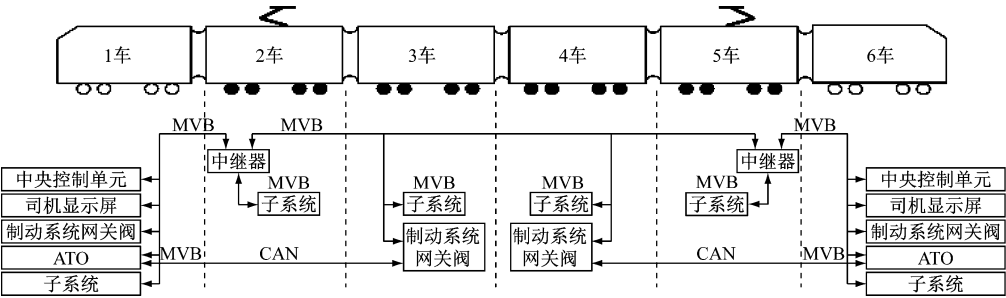 1车 2车 3车 4车 5车 6车
MVB MVB MVB
中继器 中继器
MVB MVB MVB MVB
中央控制单元 子系统 子系统 子系统 子系统 中央控制单元
司机显示屏 司机显示屏
制动系统网关阀 制动系统 制动系统 制动系统网关阀
网关阀 网关阀
ATO MVB CAN CAN MVB ATO
子系统 子系统